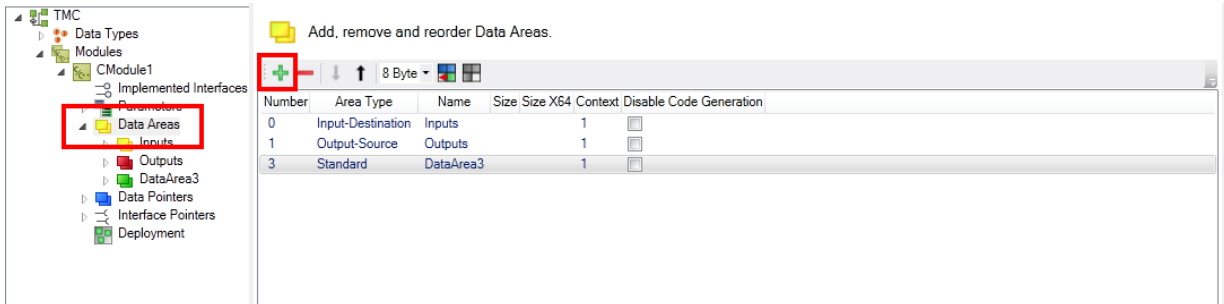 TMC
Data Types
Modules
CModule1
Implemented Interfaces
Parameters
Data Areas
Inputs
Outputs
DataArea3
Data Pointers
Interface Pointers
Deployment
Add, remove and reorder Data Areas.
8 Byte
Number Area Type Name Size Size X64 Context Disable Code Generation
0 Input-Destination Inputs 1
1 Output-Source Outputs 1
3 Standard DataArea3 1